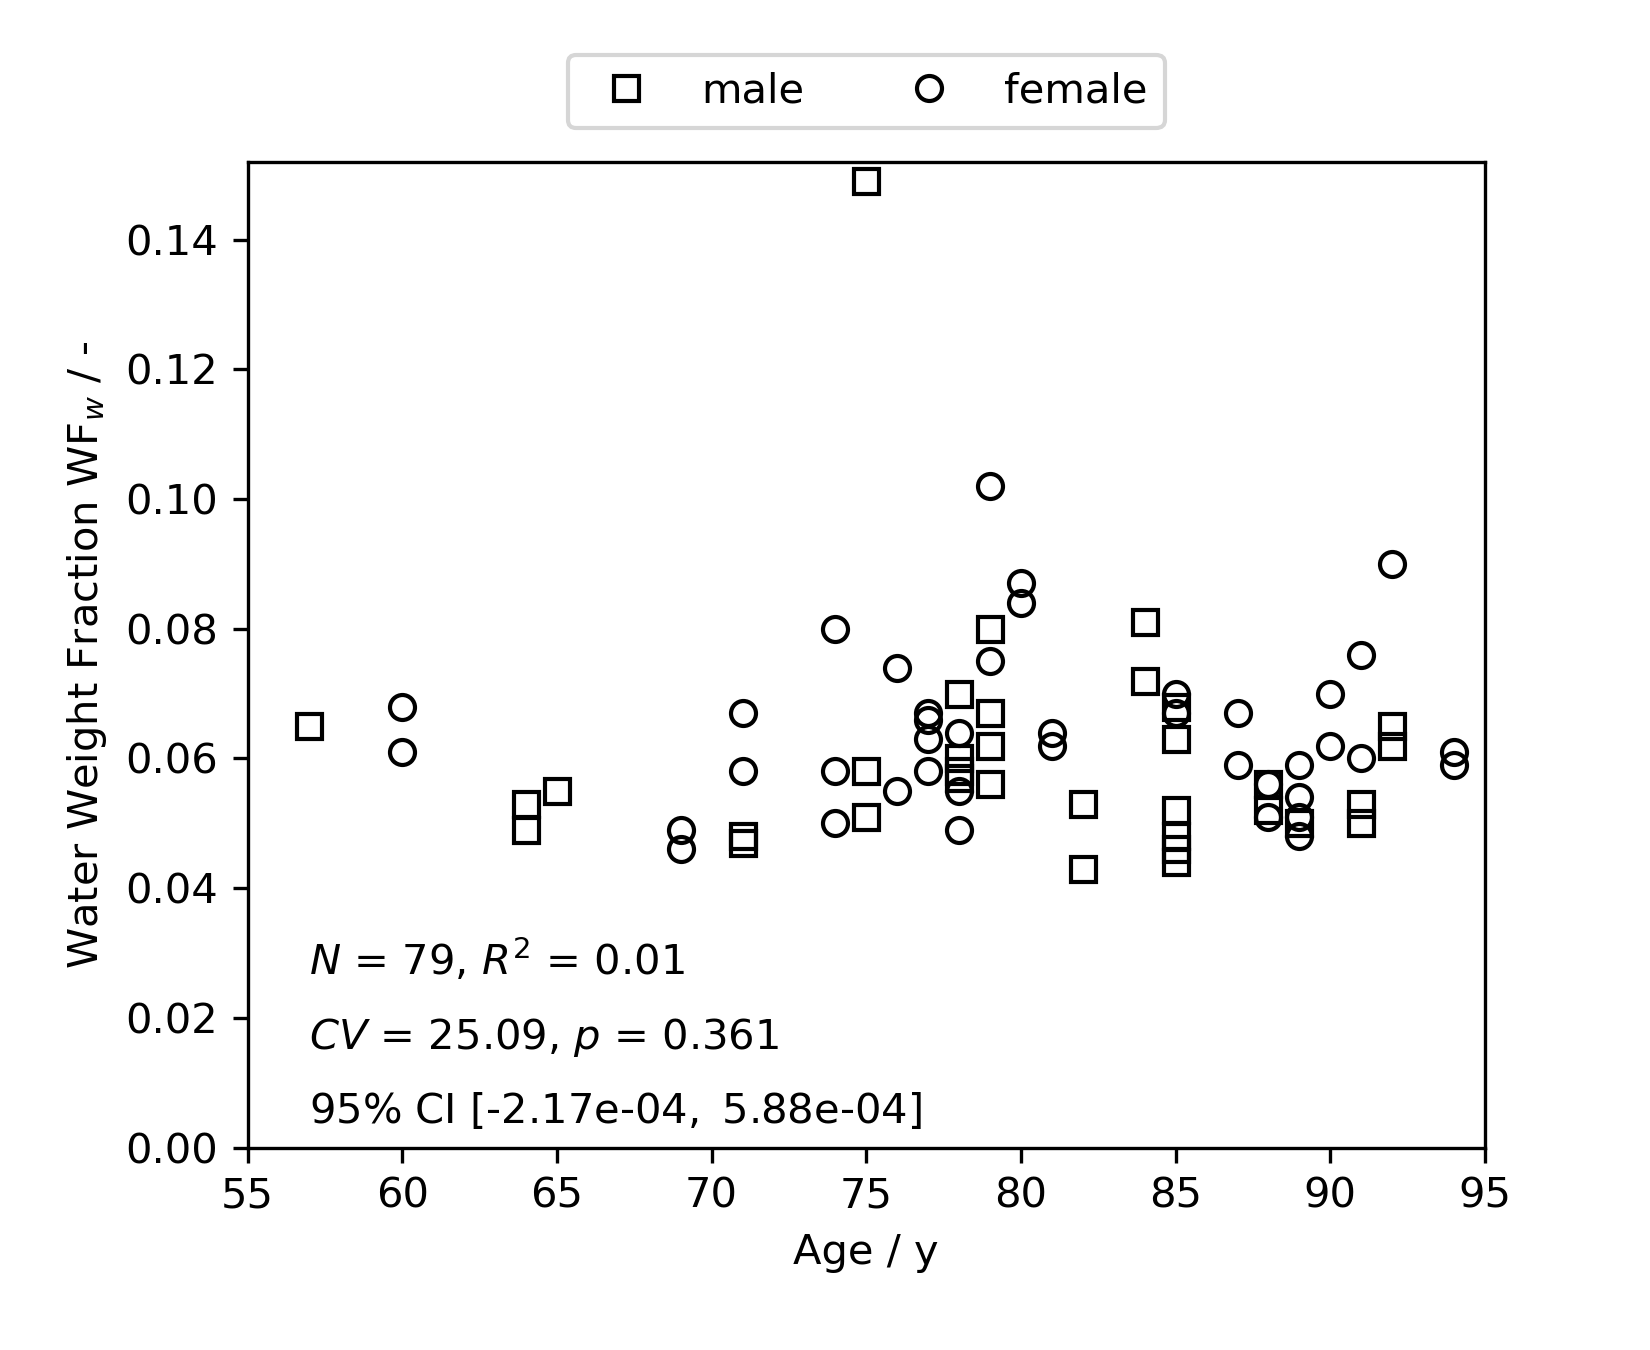 male female
0.14
0.12
0.10
0.08
0.06
0.04
0.02
0.00
Water Weight Fraction WF_w / -
N = 79, R² = 0.01
CV = 25.09, p = 0.361
95% CI [-2.17e-04, 5.88e-04]
55 60 65 70 75 80 85 90 95
Age / y